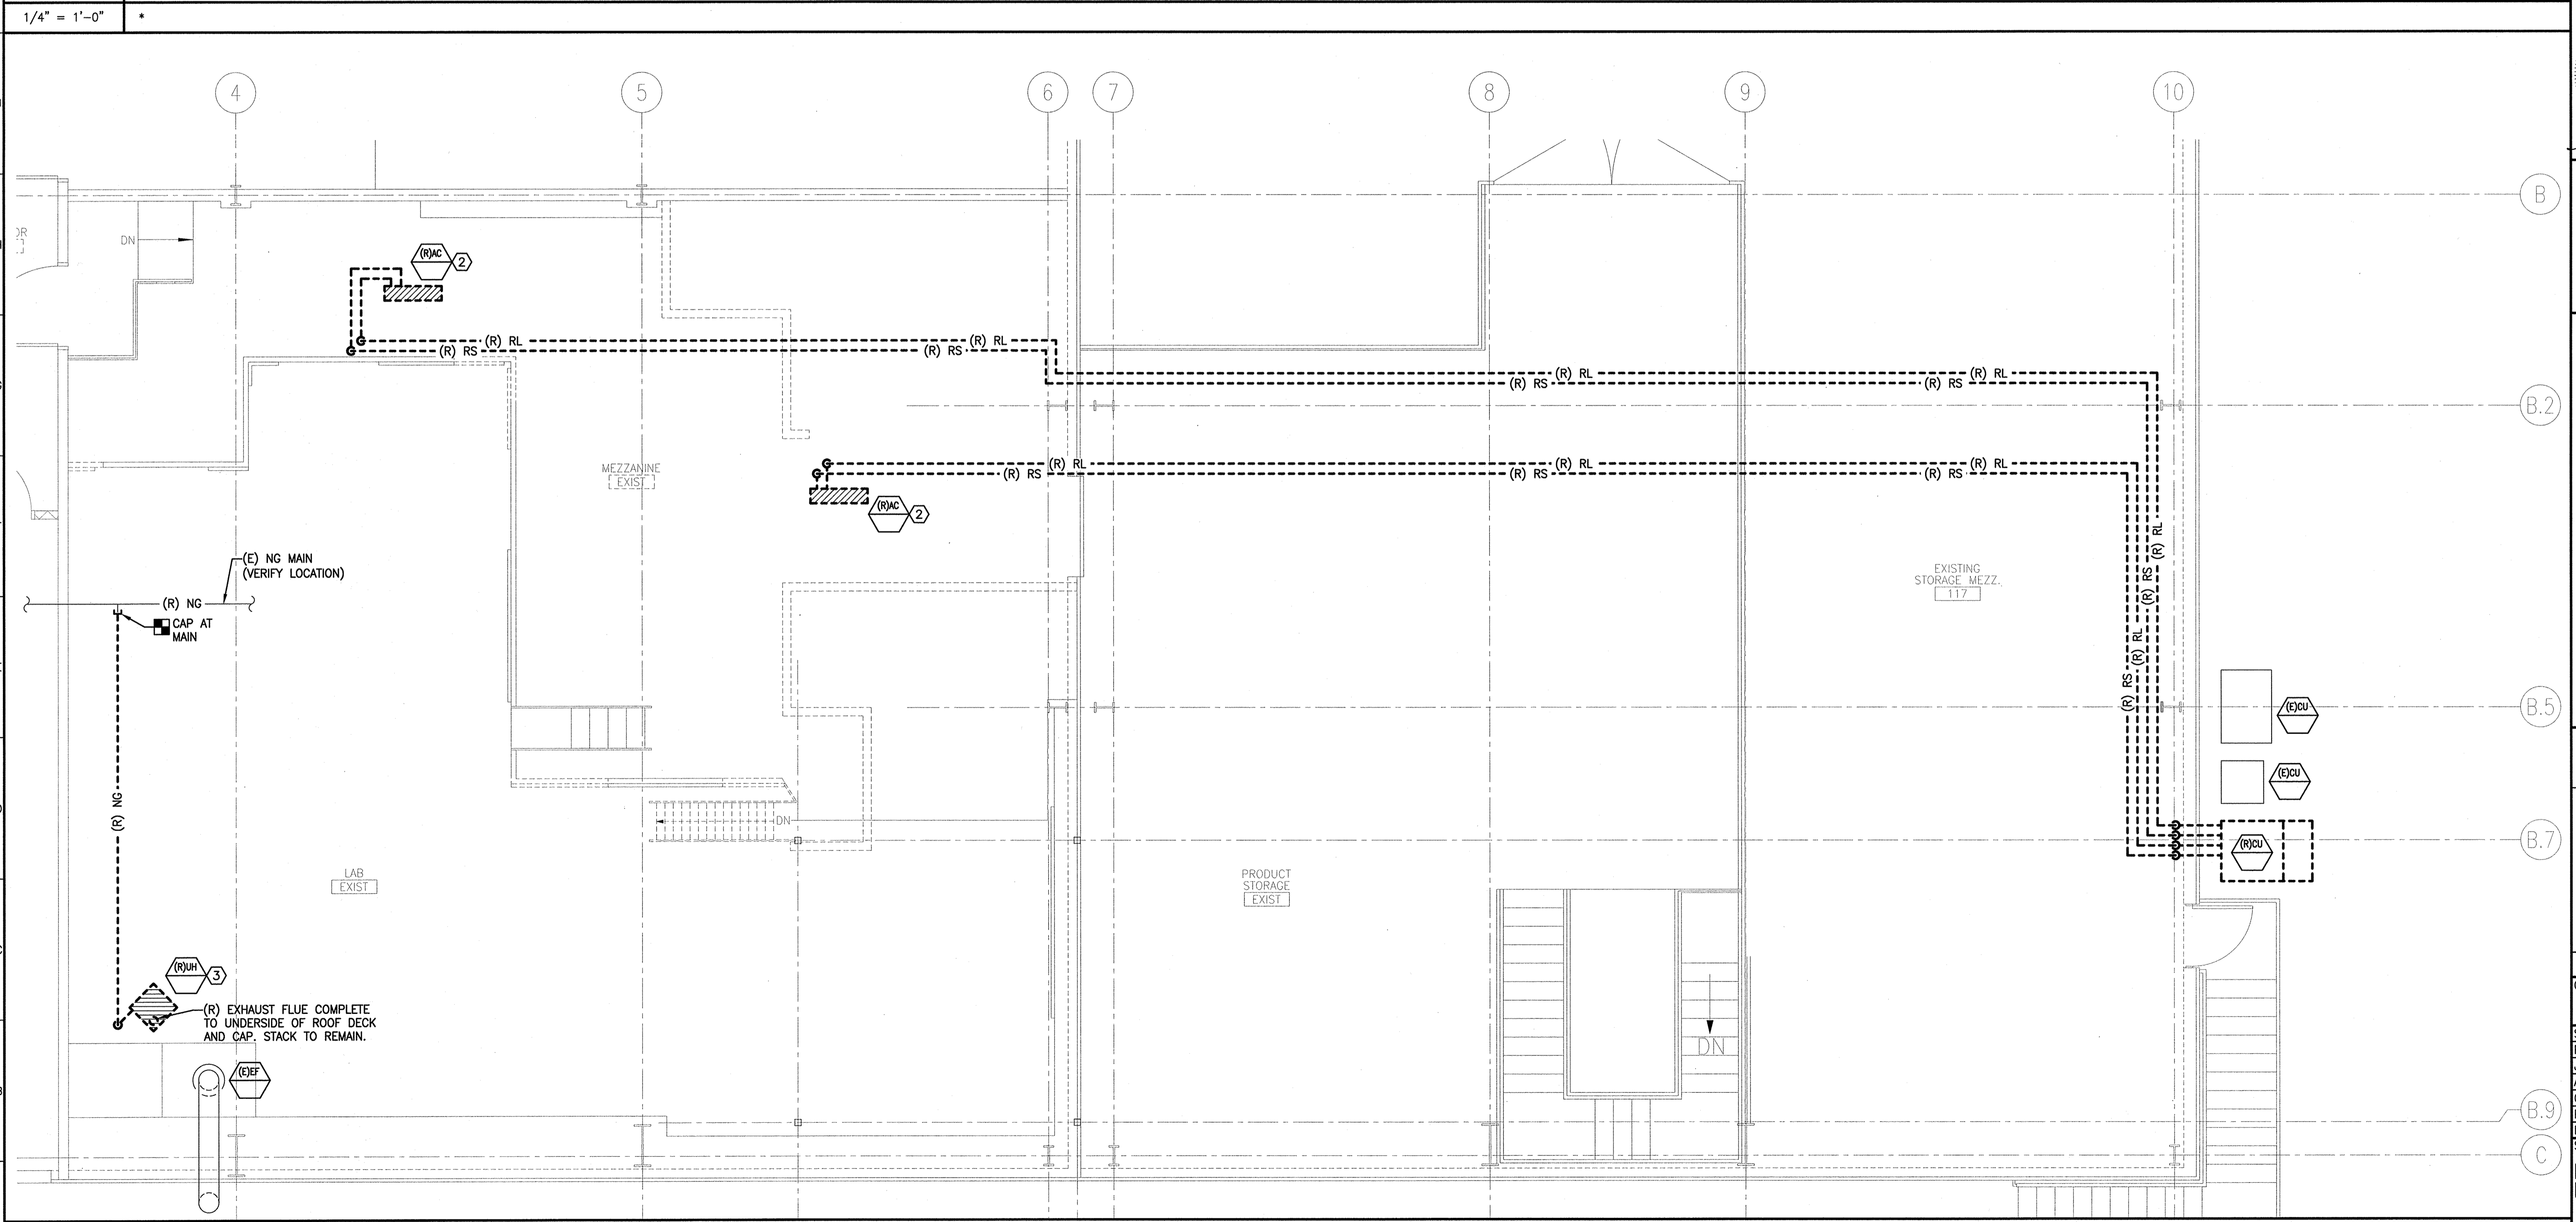 1/4" = 1'-0"
*
4
5
6
7
8
9
10
B
B.2
B.5
B.7
B.9
C
DN
(R)AC
2
(R) RL
(R) RL
(R) RS
(R) RS
(R) RL
(R) RL
(R) RS
(R) RS
MEZZANINE
EXIST
(R) RL
(R) RL
(R) RL
(R) RS
(R) RS
(R) RS
(R)AC
2
(E) NG MAIN
(VERIFY LOCATION)
(R) NG
CAP AT
MAIN
(R) NG
EXISTING
STORAGE MEZZ.
117
(R) RL
(R) RS
(R) RL
(R) RS
(E)CU
(E)CU
(R)CU
DN
LAB
EXIST
PRODUCT
STORAGE
EXIST
(R)UH
3
(R) EXHAUST FLUE COMPLETE
TO UNDERSIDE OF ROOF DECK
AND CAP. STACK TO REMAIN.
(E)EF
DN